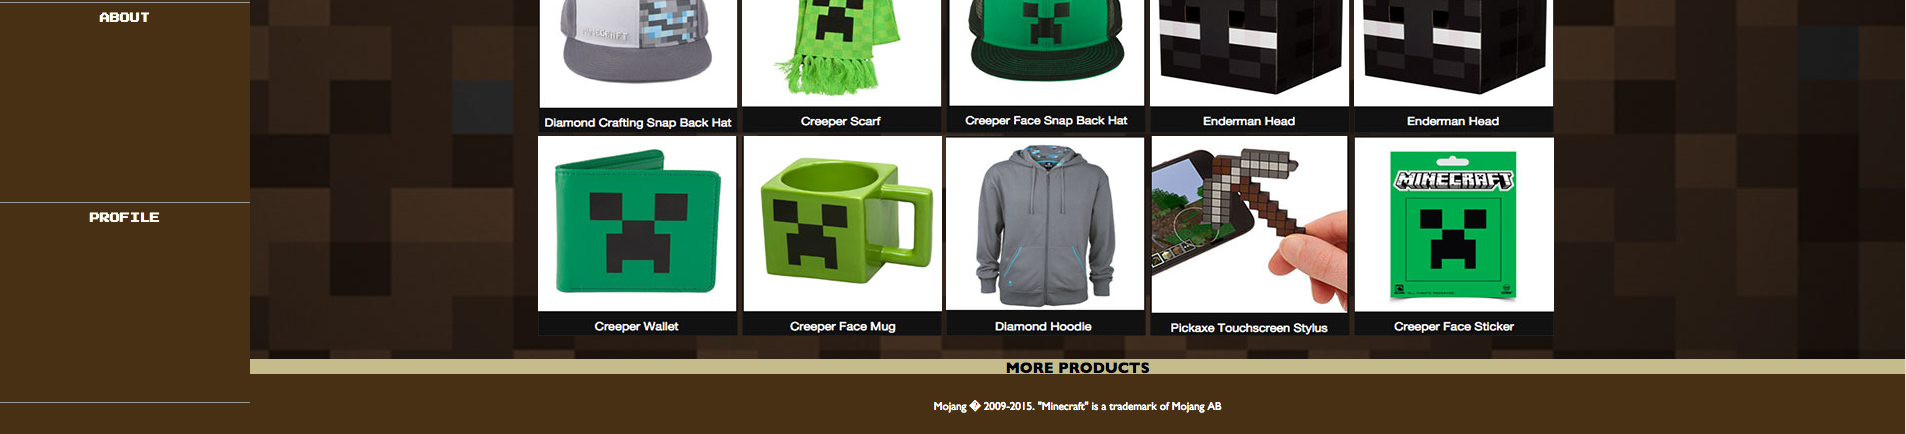 ABOUT
MINECRAFT
Diamond Crafting Snap Back Hat
Creeper Scarf
Creeper Face Snap Back Hat
Enderman Head
Enderman Head
PROFILE
MINECRAFT
Creeper Wallet
Creeper Face Mug
Diamond Hoodie
Pickaxe Touchscreen Stylus
Creeper Face Sticker
MORE PRODUCTS
Mojang � 2009-2015. "Minecraft" is a trademark of Mojang AB